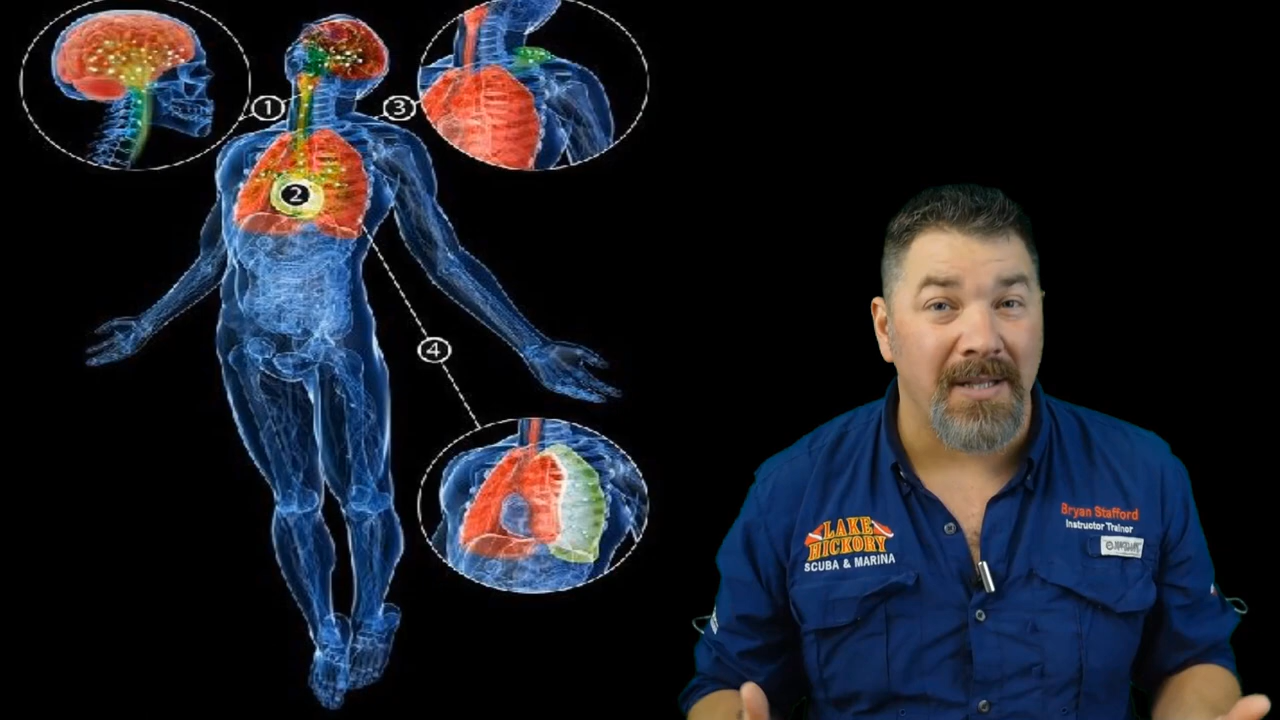 1
3
2
4
LAKE
HICKORY
SCUBA & MARINA
Bryan Stafford
Instructor Trainer